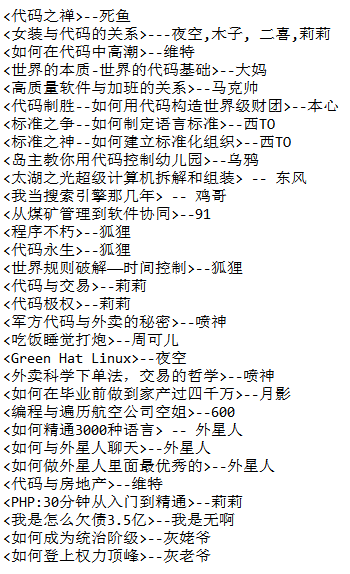 <代码之禅>--死鱼
<女装与代码的关系>---夜空,木子, 二喜,莉莉
<如何在代码中高潮>--维特
<世界的本质-世界的代码基础>--大妈
<高质量软件与加班的关系>--马克帅
<代码制胜--如何用代码构造世界级财团>--本心
<标准之争--如何制定语言标准>--西TO
<标准之神--如何建立标准化组织>--西TO
<岛主教你用代码控制幼儿园>--乌鸦
<太湖之光超级计算机拆解和组装> -- 东风
<我当搜索引擎那几年> -- 鸡哥
<从煤矿管理到软件协同>--91
<程序不朽>--狐狸
<代码永生>--狐狸
<世界规则破解——时间控制>--狐狸
<代码与交易>--莉莉
<代码极权>--莉莉
<军方代码与外卖的秘密>--喷神
<吃饭睡觉打炮>--周可儿
<Green Hat Linux>--夜空
<外卖科学下单法，交易的哲学>--喷神
<如何在毕业前做到家产过四千万>--月影
<编程与遍历航空公司空姐>--600
<如何精通3000种语言> -- 外星人
<如何与外星人聊天>--外星人
<如何做外星人里面最优秀的>--外星人
<代码与房地产>--维特
<PHP:30分钟从入门到精通>--莉莉
<我是怎么欠债3.5亿>--我是无啊
<如何成为统治阶级>--灰姥爷
<如何登上权力顶峰>--灰老爷